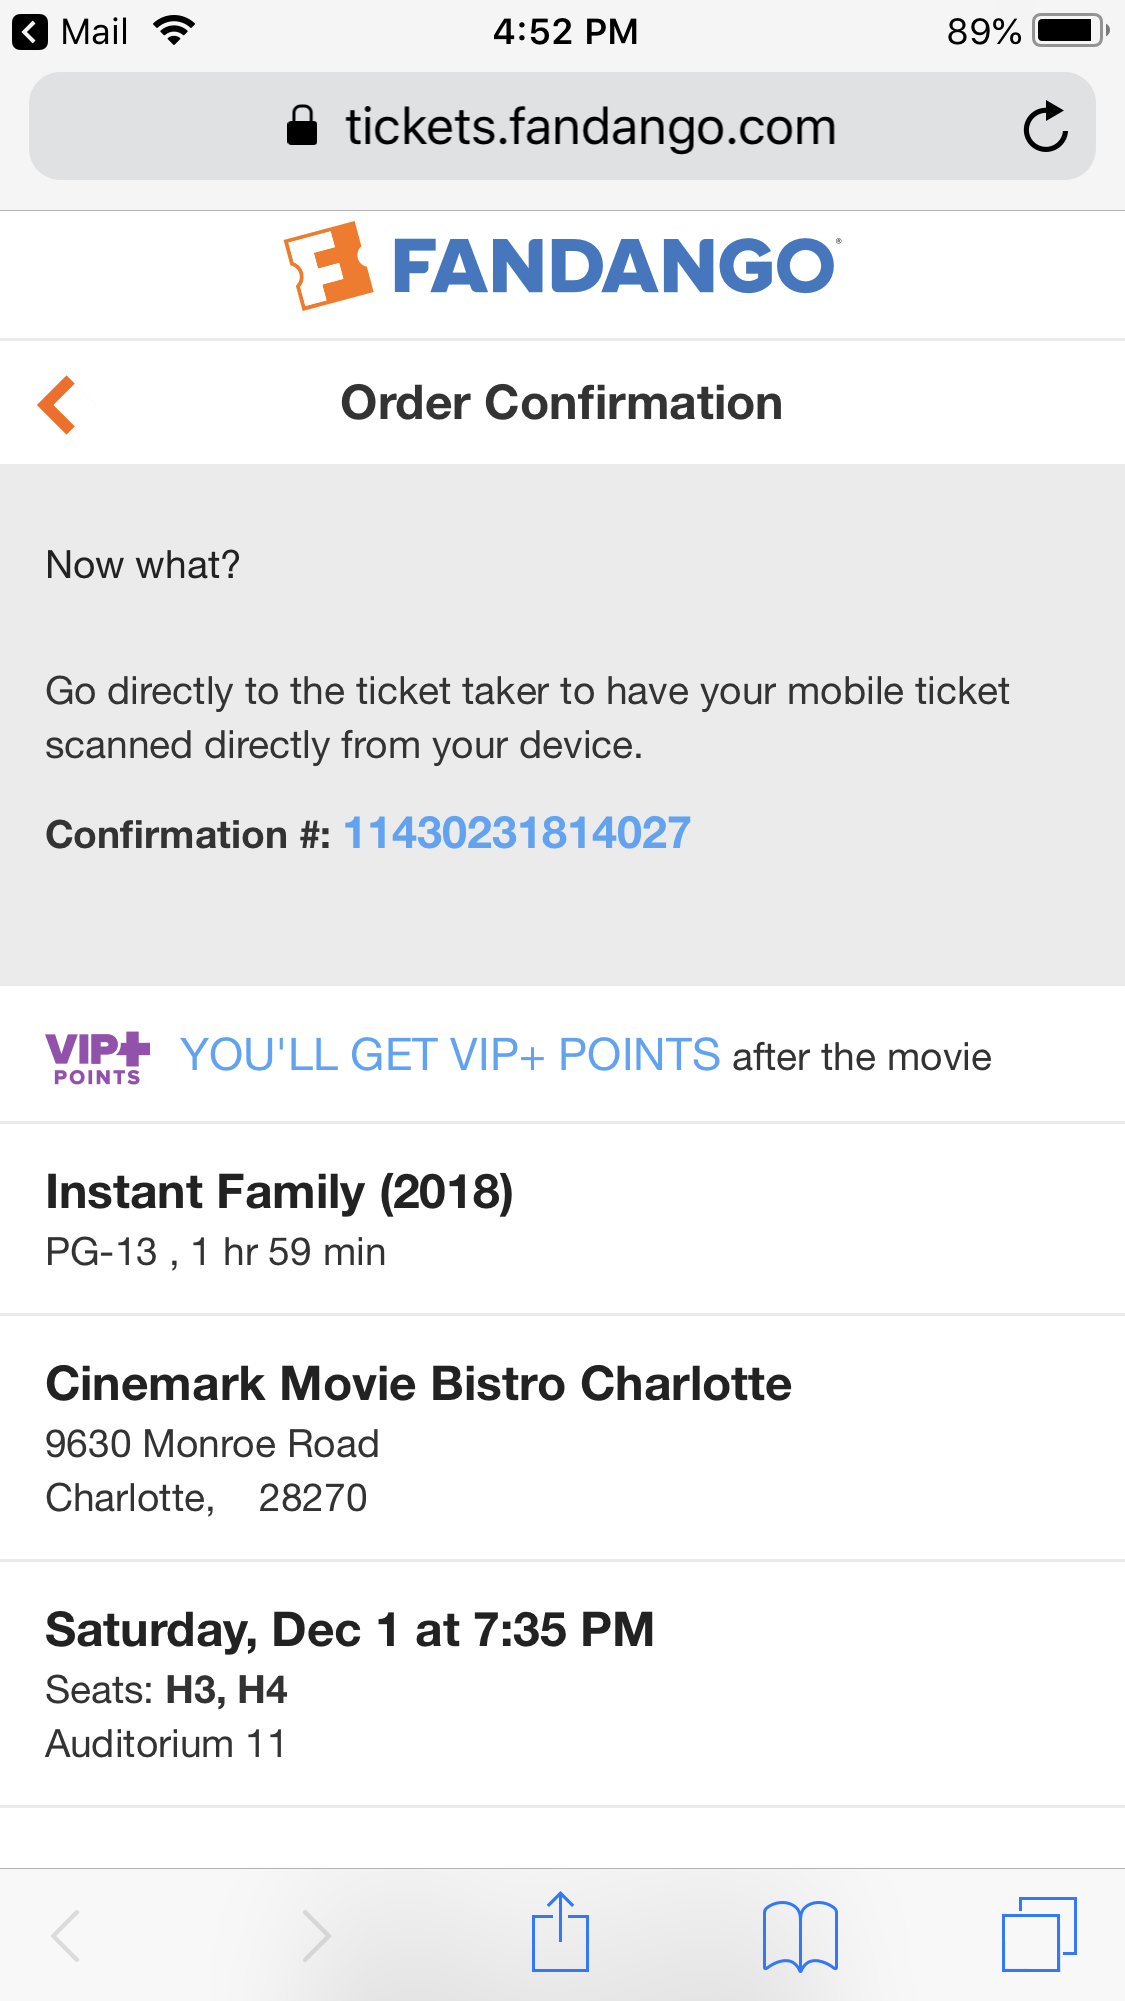 Mail 4:52 PM 89%
tickets.fandango.com
F FANDANGO®
Order Confirmation
Now what?
Go directly to the ticket taker to have your mobile ticket
scanned directly from your device.
Confirmation #: 11430231814027
VIP+ POINTS YOU'LL GET VIP+ POINTS after the movie
Instant Family (2018)
PG-13 , 1 hr 59 min
Cinemark Movie Bistro Charlotte
9630 Monroe Road
Charlotte, 28270
Saturday, Dec 1 at 7:35 PM
Seats: H3, H4
Auditorium 11